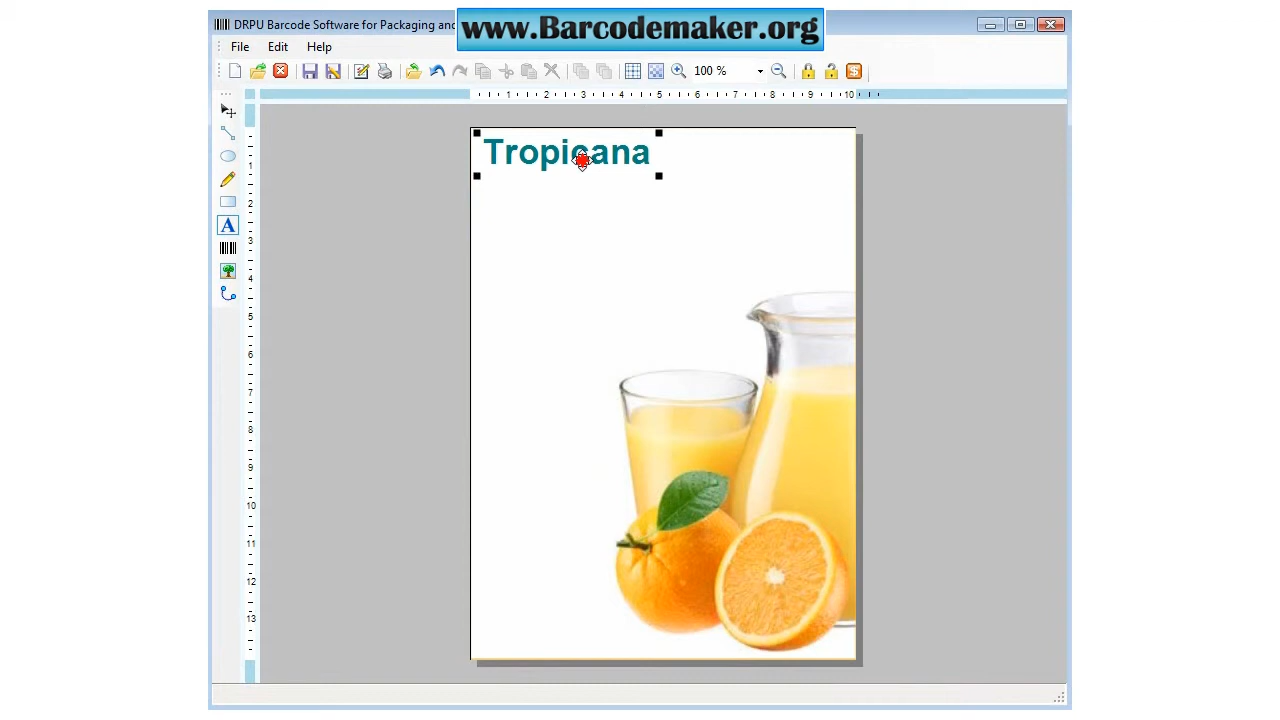 DRPU Barcode Software for Packaging an
www.Barcodemaker.org
File Edit Help
100 %
1 2 3 4 5 6 7 8 9 10
Tropicana
1
2
3
4
5
6
7
8
9
10
11
12
13
A